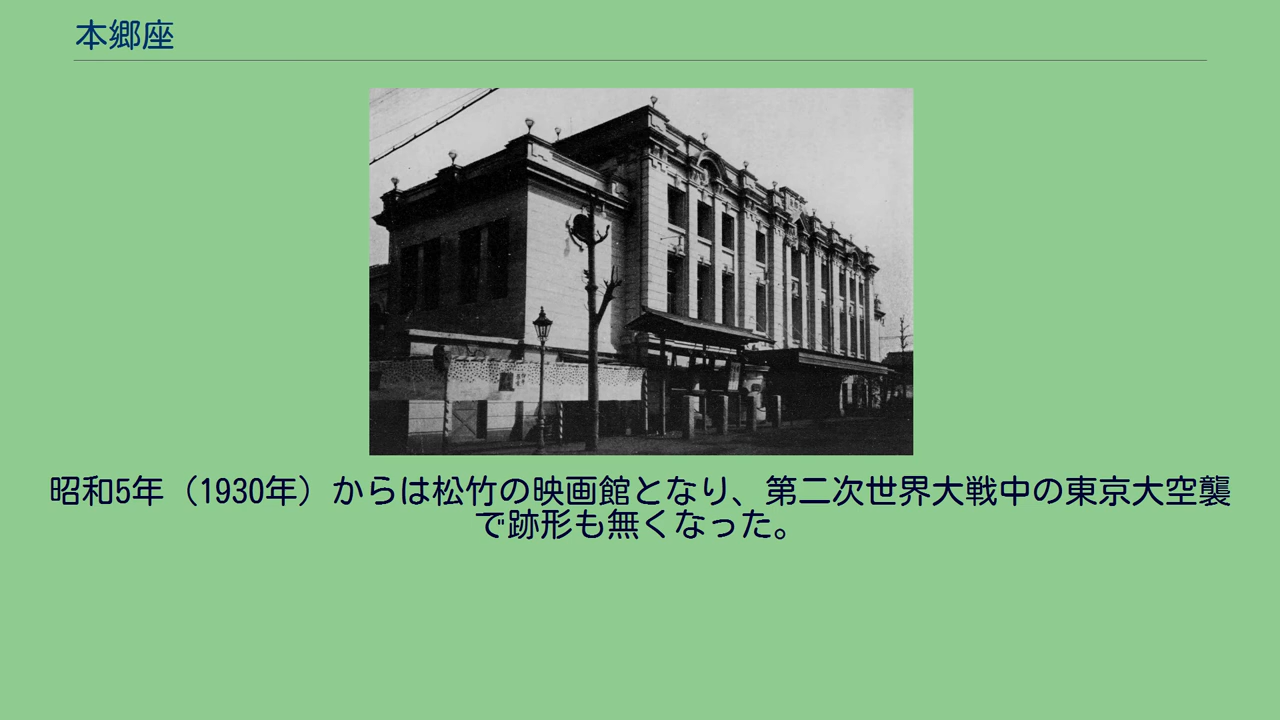 本郷座
昭和5年（1930年）からは松竹の映画館となり、第二次世界大戦中の東京大空襲
で跡形も無くなった。